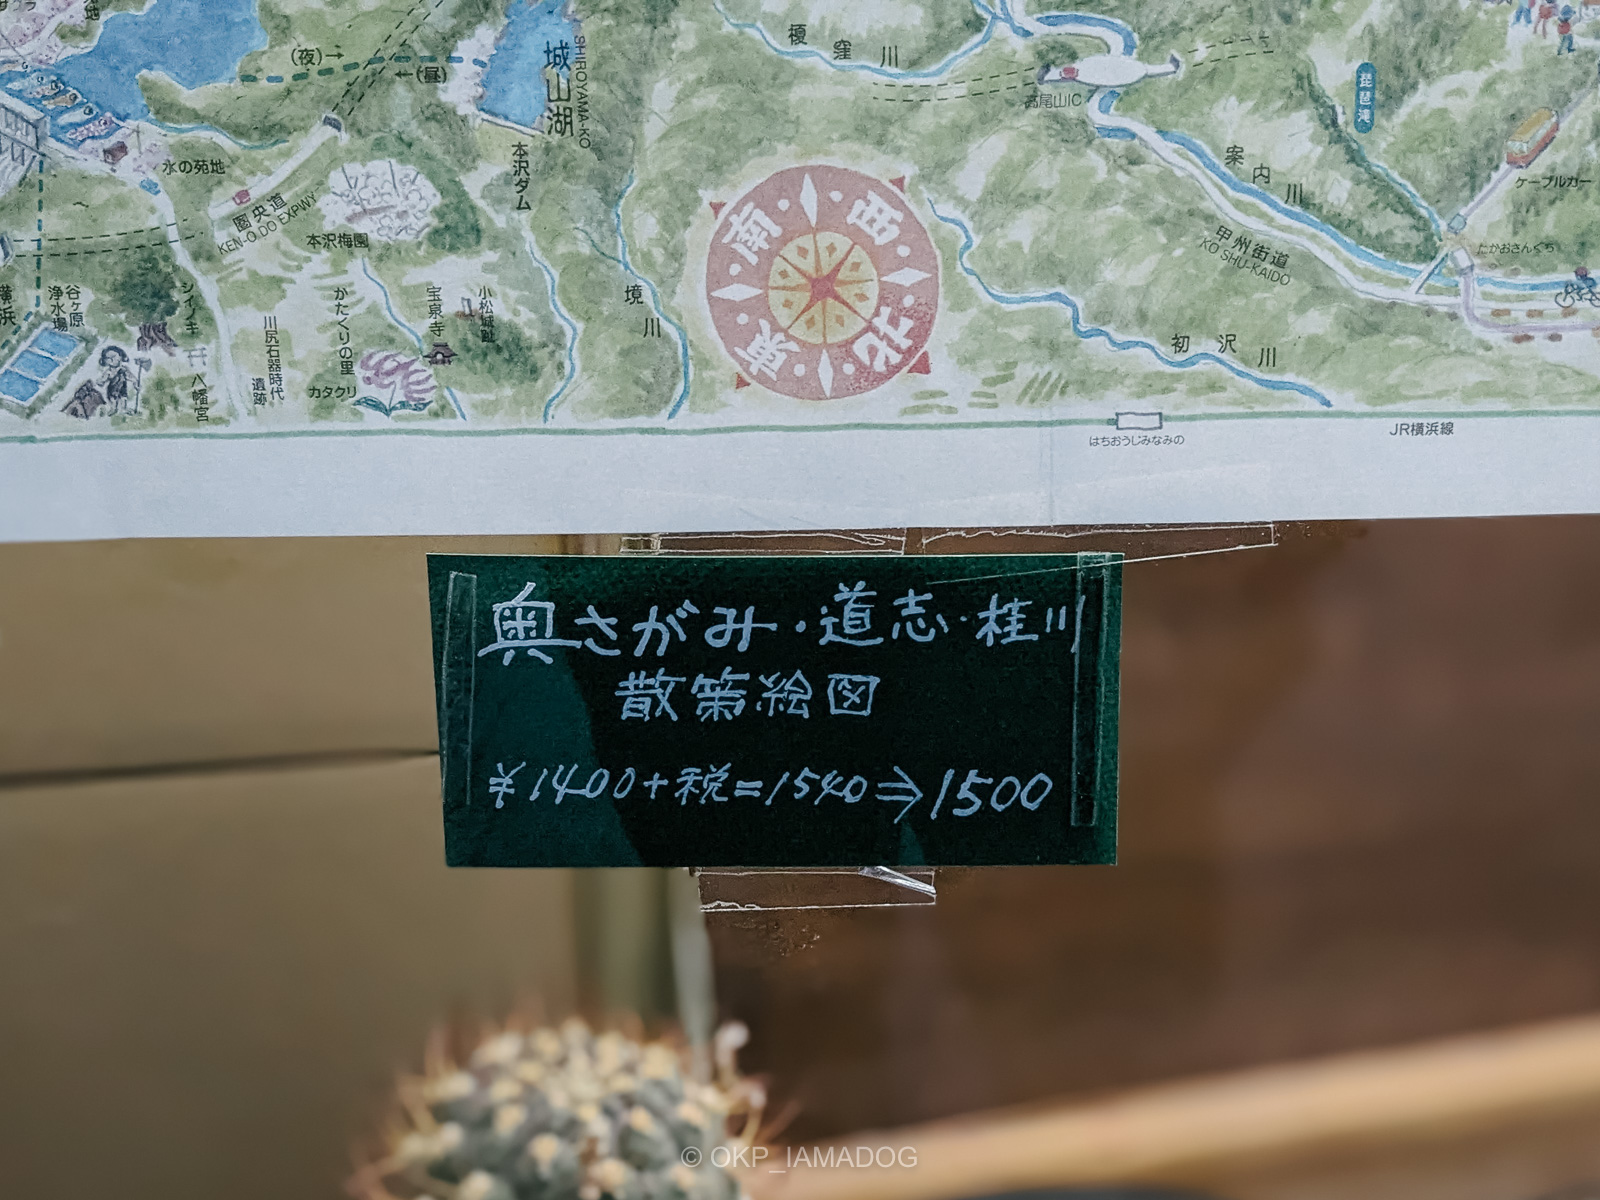 (夜)→
←(昼)
城山湖
SHIROYAMA-KO
榎窪川
高尾山IC
琵琶滝
ケーブルカー
案内川
甲州街道
KO SHU-KAIDO
たかおさんぐち
水の苑地
圏央道
KEN-O DO EXPWY
本沢梅園
本沢ダム
南
西
東
北
境川
初沢川
横浜
谷ヶ原
浄水場
シイノキ
八幡宮
川尻石器時代
遺跡
かたくりの里
カタクリ
宝泉寺
小松城趾
はちおうじみなみの
JR横浜線
奥さがみ・道志・桂川
散策絵図
¥1400+税=1540⇒1500
© OKP_IAMADOG